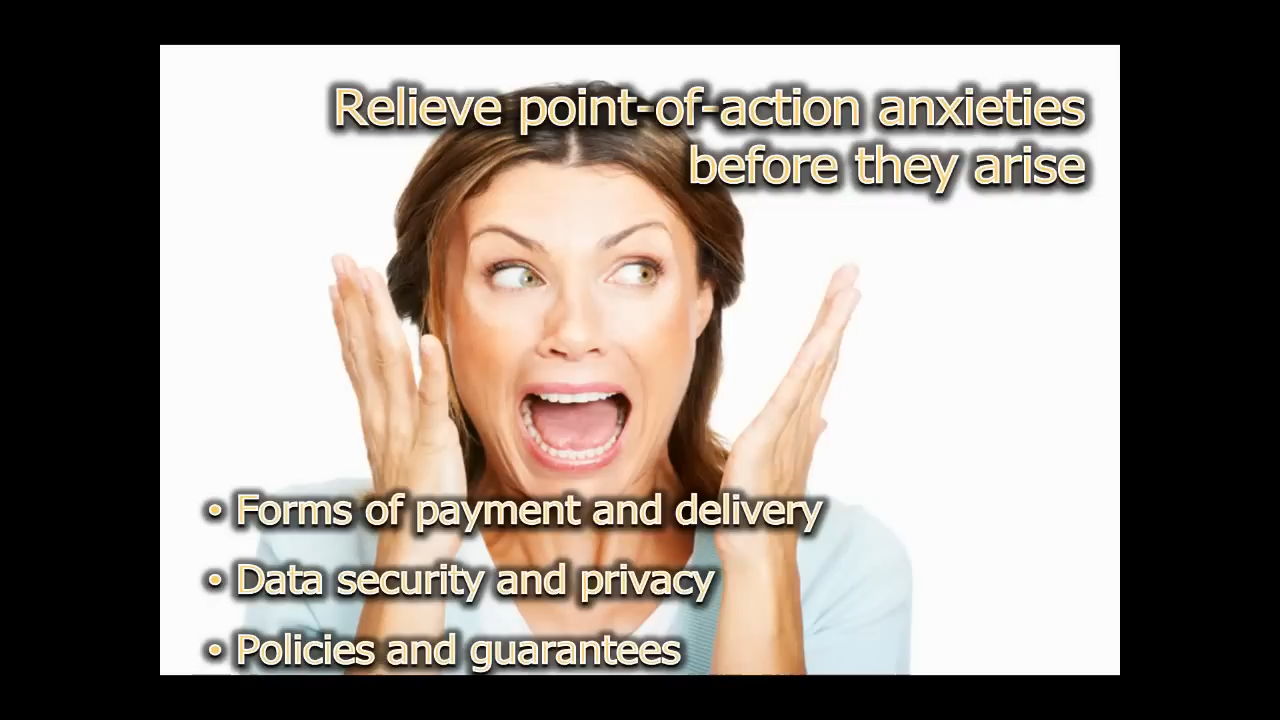 Relieve point-of-action anxieties
before they arise
• Forms of payment and delivery
• Data security and privacy
• Policies and guarantees